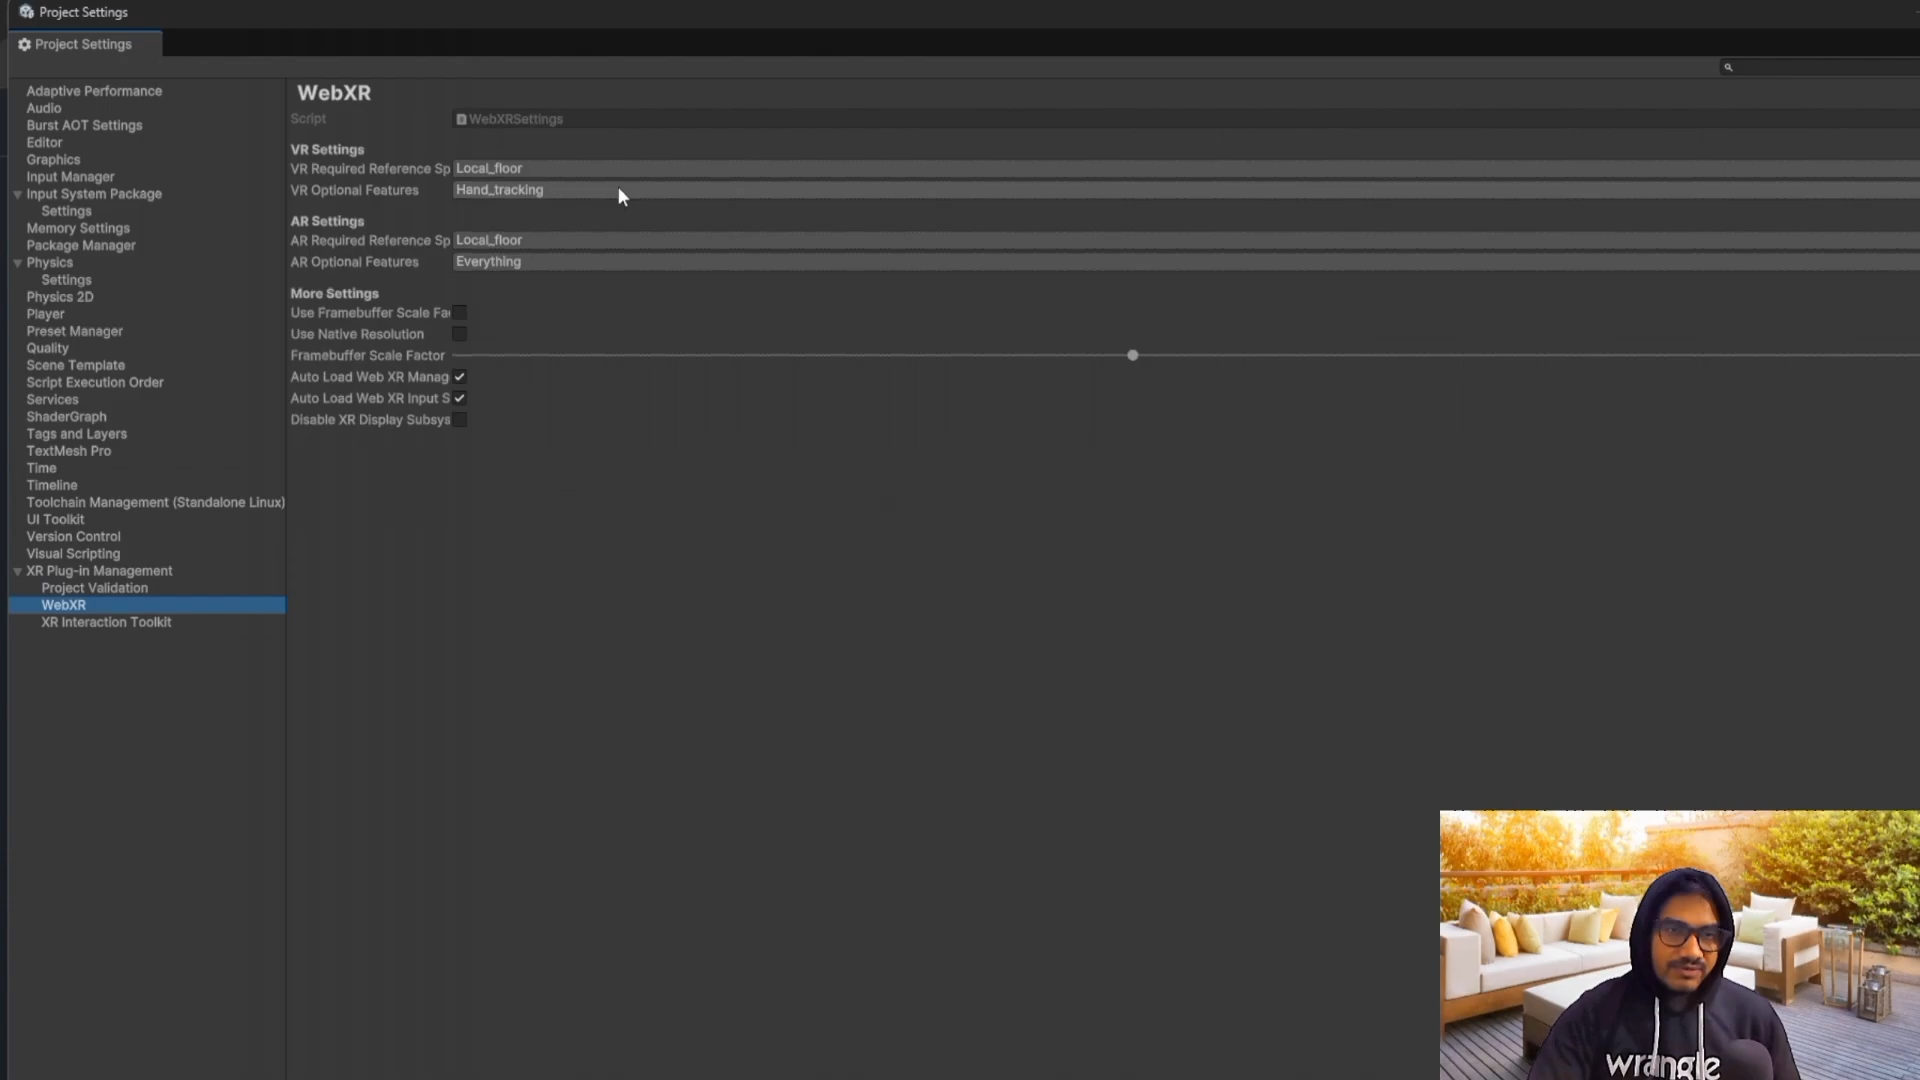 Project Settings
Project Settings
Adaptive Performance
Audio
Burst AOT Settings
Editor
Graphics
Input Manager
Input System Package
Settings
Memory Settings
Package Manager
Physics
Settings
Physics 2D
Player
Preset Manager
Quality
Scene Template
Script Execution Order
Services
ShaderGraph
Tags and Layers
TextMesh Pro
Time
Timeline
Toolchain Management (Standalone Linux)
UI Toolkit
Version Control
Visual Scripting
XR Plug-in Management
Project Validation
WebXR
XR Interaction Toolkit
WebXR
Script WebXRSettings
VR Settings
VR Required Reference Sp Local_floor
VR Optional Features Hand_tracking
AR Settings
AR Required Reference Sp Local_floor
AR Optional Features Everything
More Settings
Use Framebuffer Scale Fa
Use Native Resolution
Framebuffer Scale Factor
Auto Load Web XR Manag
Auto Load Web XR Input S
Disable XR Display Subsys
wrangle